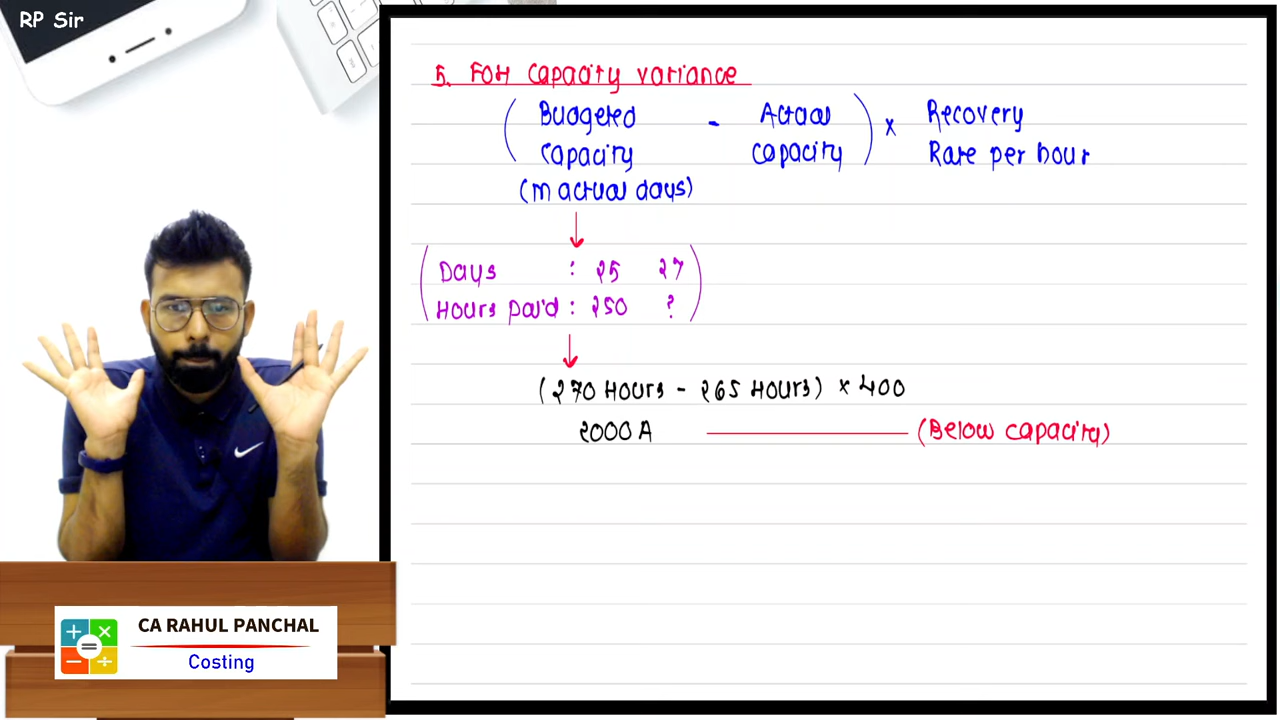 RP Sir
5. FOH Capacity variance
(Budgeted - Actual) x Recovery
Capacity capacity Rate per hour
(in actual days)
↓
(Days : 25 27
Hours paid : 250 ?)
↓
(270 Hours - 265 Hours) x 400
2000 A (Below capacity)
CA RAHUL PANCHAL
Costing